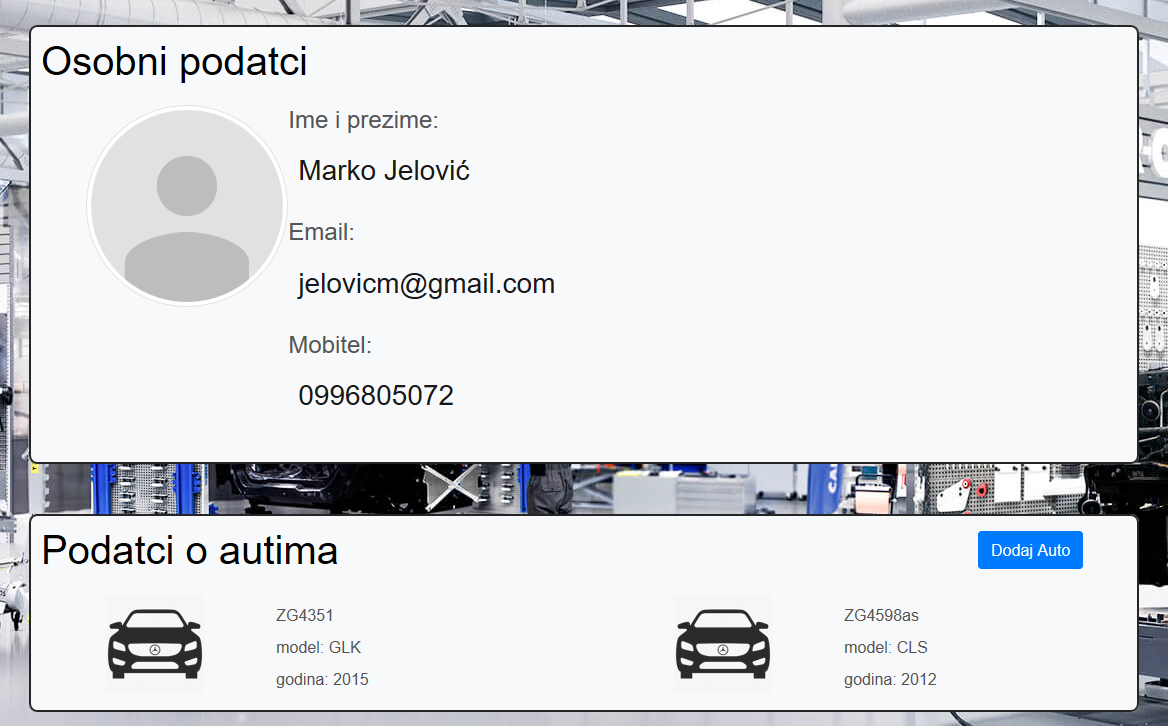 Osobni podatci
Ime i prezime:
Marko Jelović
Email:
jelovicm@gmail.com
Mobitel:
0996805072
Podatci o autima
Dodaj Auto
ZG4351
model: GLK
godina: 2015
ZG4598as
model: CLS
godina: 2012